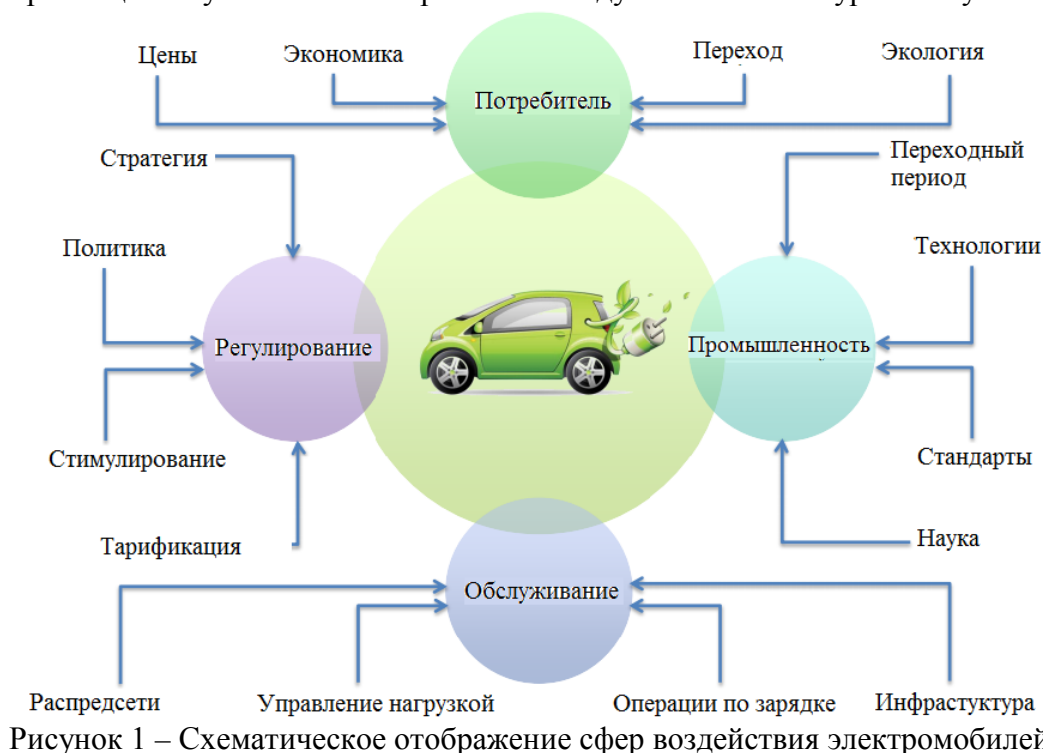 Цены
Экономика
Переход
Экология
Потребитель
Стратегия
Переходный
период
Политика
Технологии
Регулирование
Промышленность
Стимулирование
Стандарты
Тарификация
Наука
Обслуживание
Распредсети
Управление нагрузкой
Операции по зарядке
Инфрастуктура
Рисунок 1 – Схематическое отображение сфер воздействия электромобилей